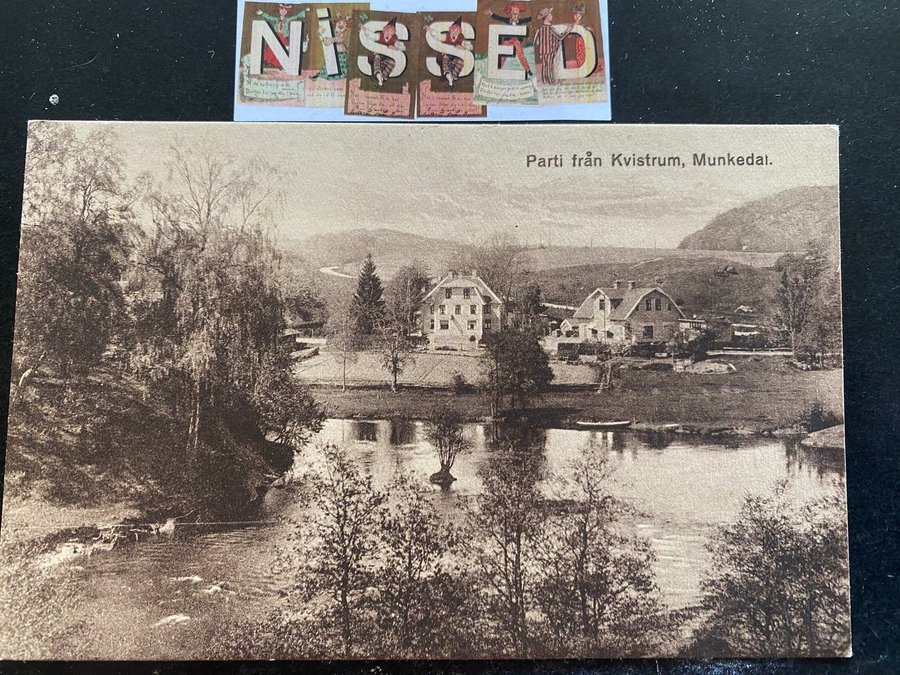 NiSSED
Parti från Kvistrum, Munkedal.